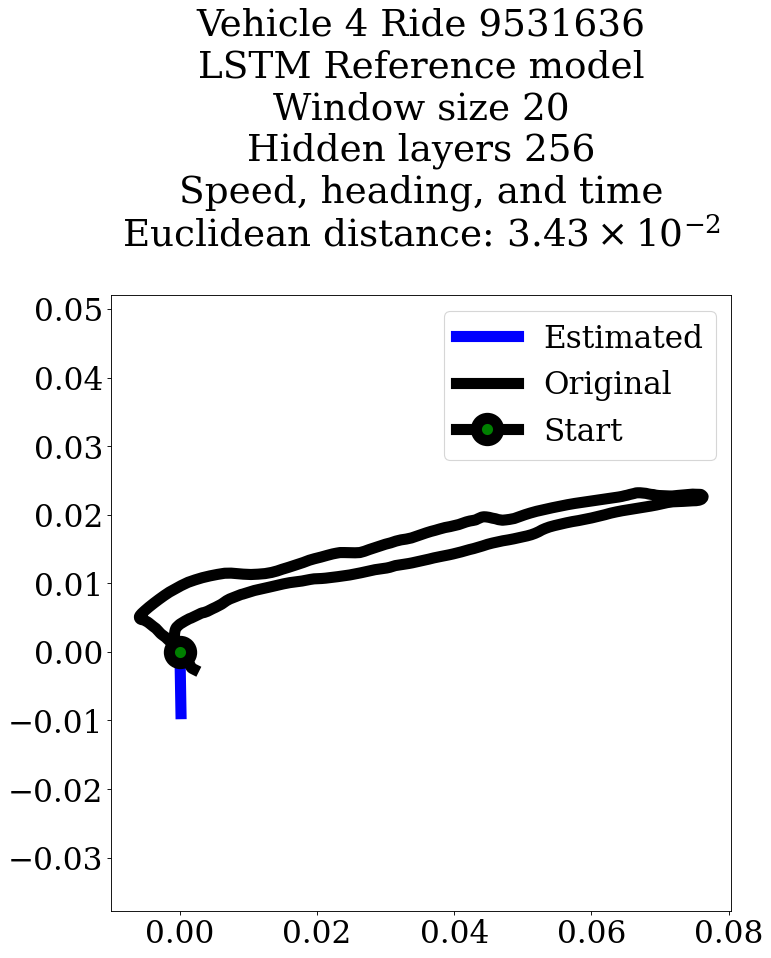 Vehicle 4 Ride 9531636
LSTM Reference model
Window size 20
Hidden layers 256
Speed, heading, and time
Euclidean distance: 3.43 × 10⁻²
Estimated
Original
Start
0.05
0.04
0.03
0.02
0.01
0.00
−0.01
−0.02
−0.03
0.00 0.02 0.04 0.06 0.08